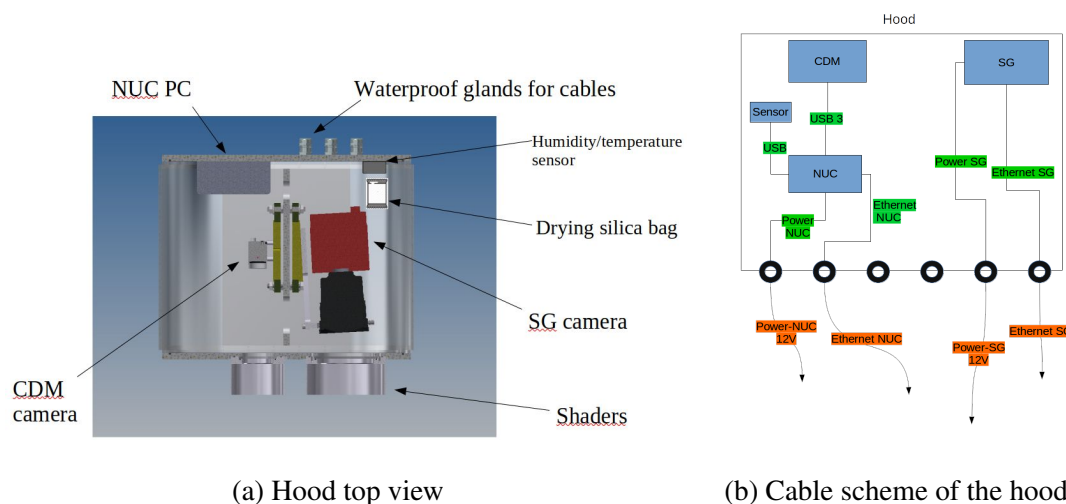 NUC PC
Waterproof glands for cables
Humidity/temperature
sensor
Drying silica bag
SG camera
CDM
camera
Shaders
(a) Hood top view
Hood
CDM
SG
Sensor
USB 3
USB
Power SG
NUC
Ethernet SG
Ethernet
NUC
Power
NUC
Power-NUC
12V
Ethernet NUC
Power-SG
12V
Ethernet SG
(b) Cable scheme of the hood